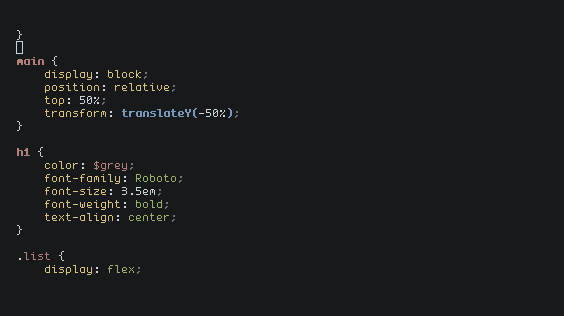 }
main {
    display: block;
    position: relative;
    top: 50%;
    transform: translateY(-50%);
}
h1 {
    color: $grey;
    font-family: Roboto;
    font-size: 3.5em;
    font-weight: bold;
    text-align: center;
}
.list {
    display: flex;